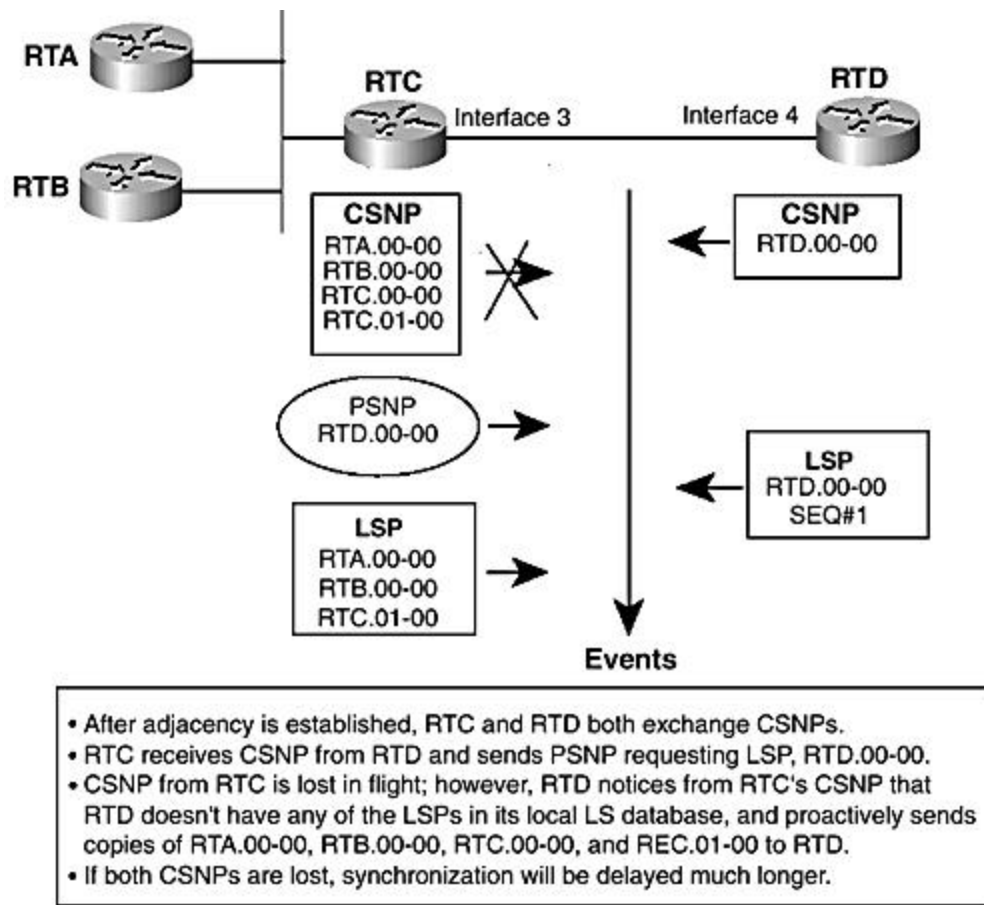 RTA
RTB
RTC
RTD
Interface 3
Interface 4
CSNP
RTA.00-00
RTB.00-00
RTC.00-00
RTC.01-00
CSNP
RTD.00-00
PSNP
RTD.00-00
LSP
RTD.00-00
SEQ#1
LSP
RTA.00-00
RTB.00-00
RTC.01-00
Events
• After adjacency is established, RTC and RTD both exchange CSNPs.
• RTC receives CSNP from RTD and sends PSNP requesting LSP, RTD.00-00.
• CSNP from RTC is lost in flight; however, RTD notices from RTC's CSNP that
RTD doesn't have any of the LSPs in its local LS database, and proactively sends
copies of RTA.00-00, RTB.00-00, RTC.00-00, and REC.01-00 to RTD.
• If both CSNPs are lost, synchronization will be delayed much longer.